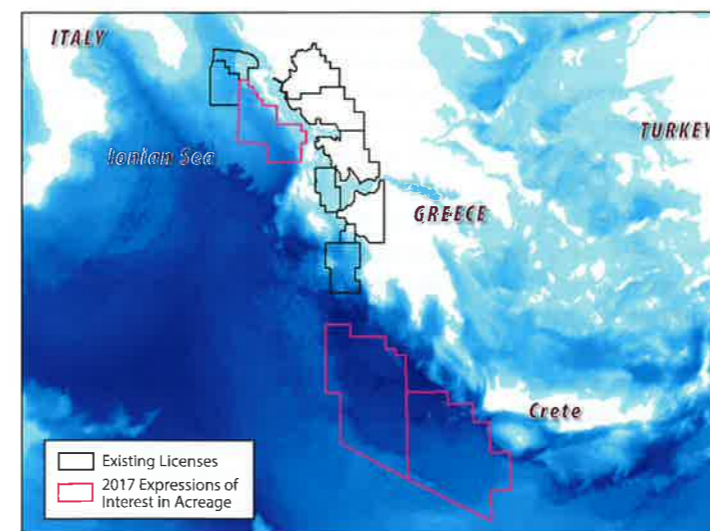 ITALY
TURKEY
Ionian Sea
GREECE
Crete
Existing Licenses
2017 Expressions of
Interest in Acreage